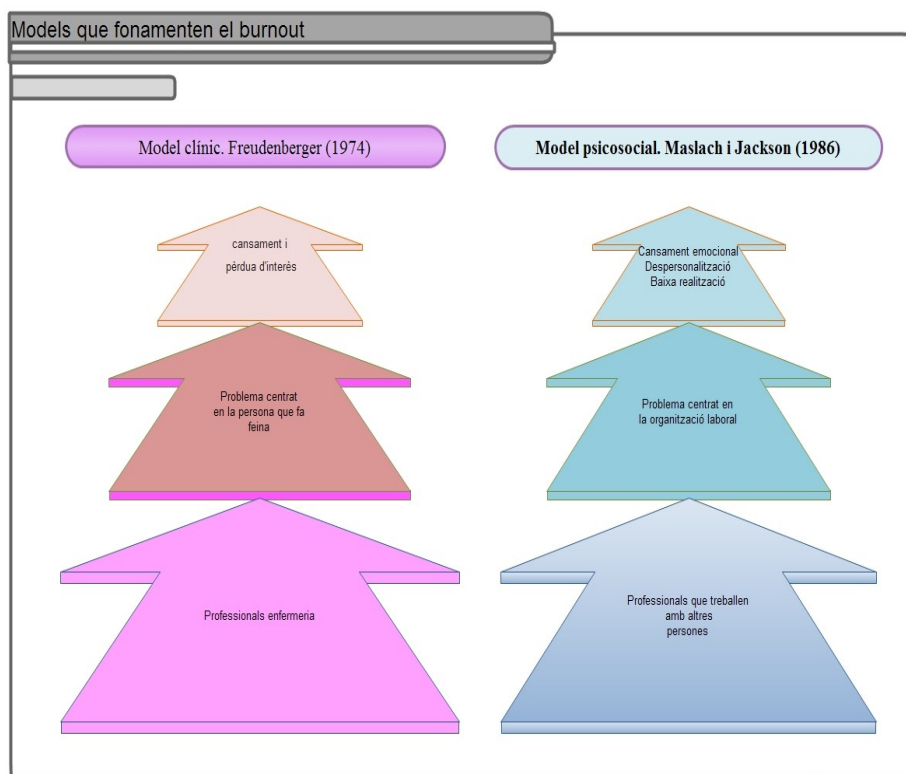 Models que fonamenten el burnout
Model clínic. Freudenberger (1974)
cansament i
pèrdua d'interès
Problema centrat
en la persona que fa
feina
Professionals enfermeria
Model psicosocial. Maslach i Jackson (1986)
Cansament emocional
Despersonalització
Baixa realització
Problema centrat en
la organització laboral
Professionals que treballen
amb altres
persones